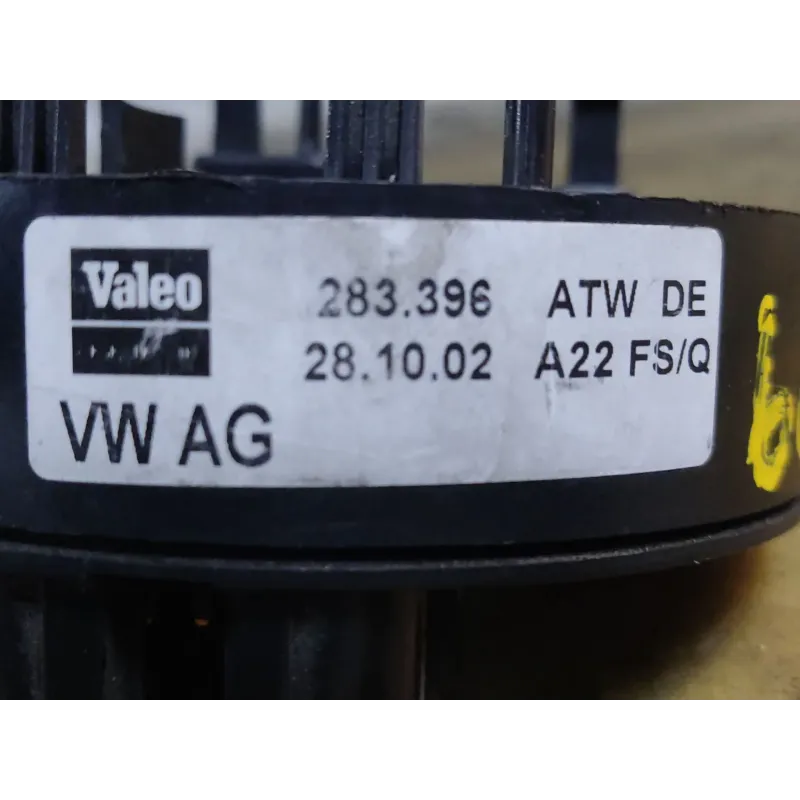 Valeo
283.396 ATW DE
28.10.02 A22 FS/Q
VW AG